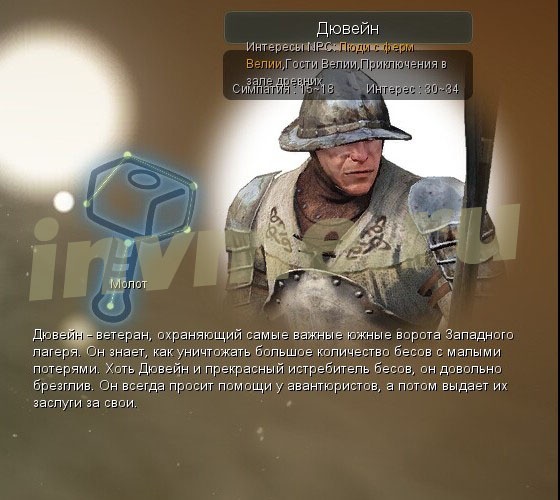 Дювейн
Интересы NPC: Люди с ферм
Велии,Гости Велии,Приключения в
зале древних
Симпатия : 15~18 Интерес : 30~34
Молот
Дювейн - ветеран, охраняющий самые важные южные ворота Западного
лагеря. Он знает, как уничтожать большое количество бесов с малыми
потерями. Хоть Дювейн и прекрасный истребитель бесов, он довольно
брезглив. Он всегда просит помощи у авантюристов, а потом выдает их
заслуги за свои.